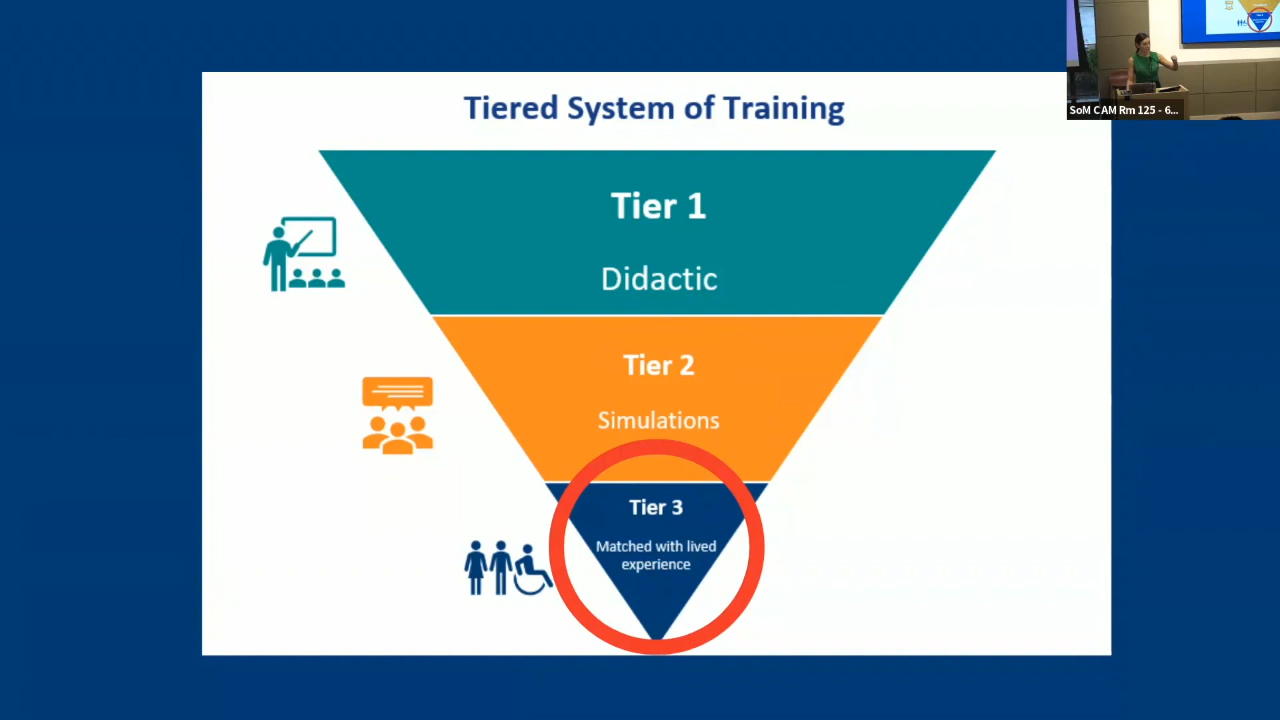 Tiered System of Training
Tier 1
Didactic
Tier 2
Simulations
Tier 3
Matched with lived
experience
SoM CAM Rm 125 - 6...